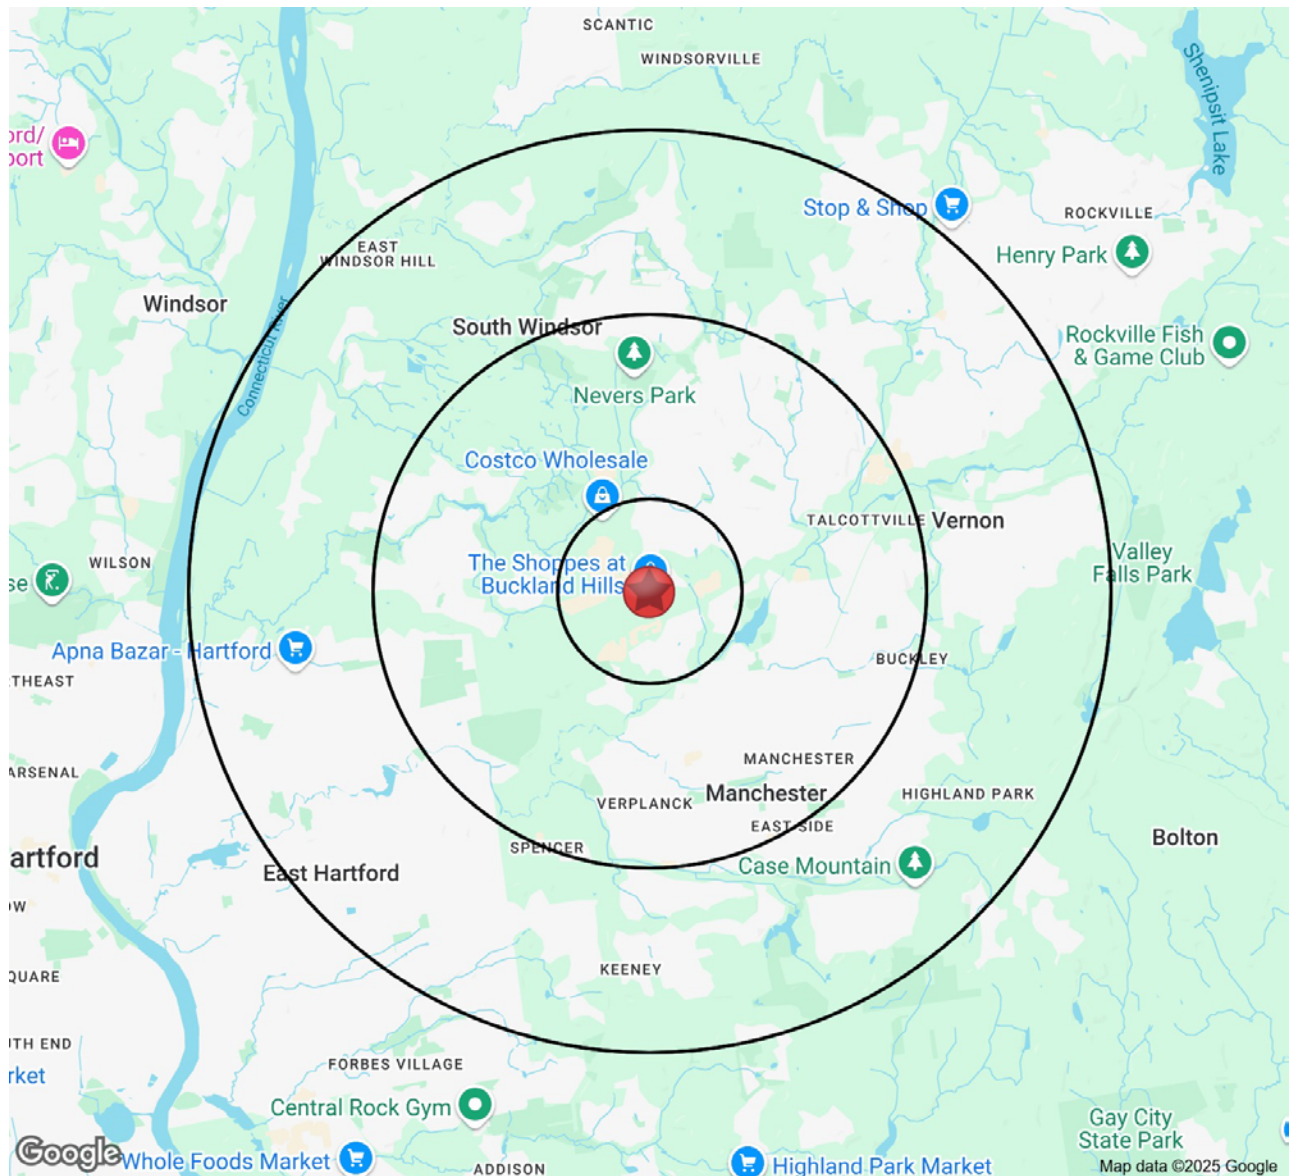 SCANTIC
WINDSORVILLE
Shenipsit Lake
ord/
port
Stop & Shop
ROCKVILLE
Henry Park
EAST
WINDSOR HILL
Windsor
South Windsor
Connecticut River
Rockville Fish
& Game Club
Nevers Park
Costco Wholesale
TALCOTTVILLE
Vernon
WILSON
The Shoppes at
Buckland Hills
Valley
Falls Park
se
Apna Bazar - Hartford
BUCKLEY
THEAST
MANCHESTER
ARSENAL
VERPLANCK
Manchester
HIGHLAND PARK
EAST SIDE
Bolton
SPENCER
artford
East Hartford
Case Mountain
OW
KEENEY
QUARE
UTH END
FORBES VILLAGE
rket
Central Rock Gym
Gay City
State Park
Google
Whole Foods Market
ADDISON
Highland Park Market
Map data ©2025 Google